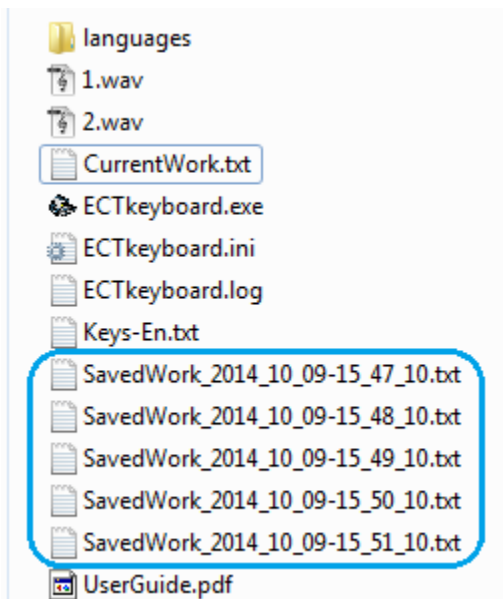 languages
1.wav
2.wav
CurrentWork.txt
ECTkeyboard.exe
ECTkeyboard.ini
ECTkeyboard.log
Keys-En.txt
SavedWork_2014_10_09-15_47_10.txt
SavedWork_2014_10_09-15_48_10.txt
SavedWork_2014_10_09-15_49_10.txt
SavedWork_2014_10_09-15_50_10.txt
SavedWork_2014_10_09-15_51_10.txt
UserGuide.pdf